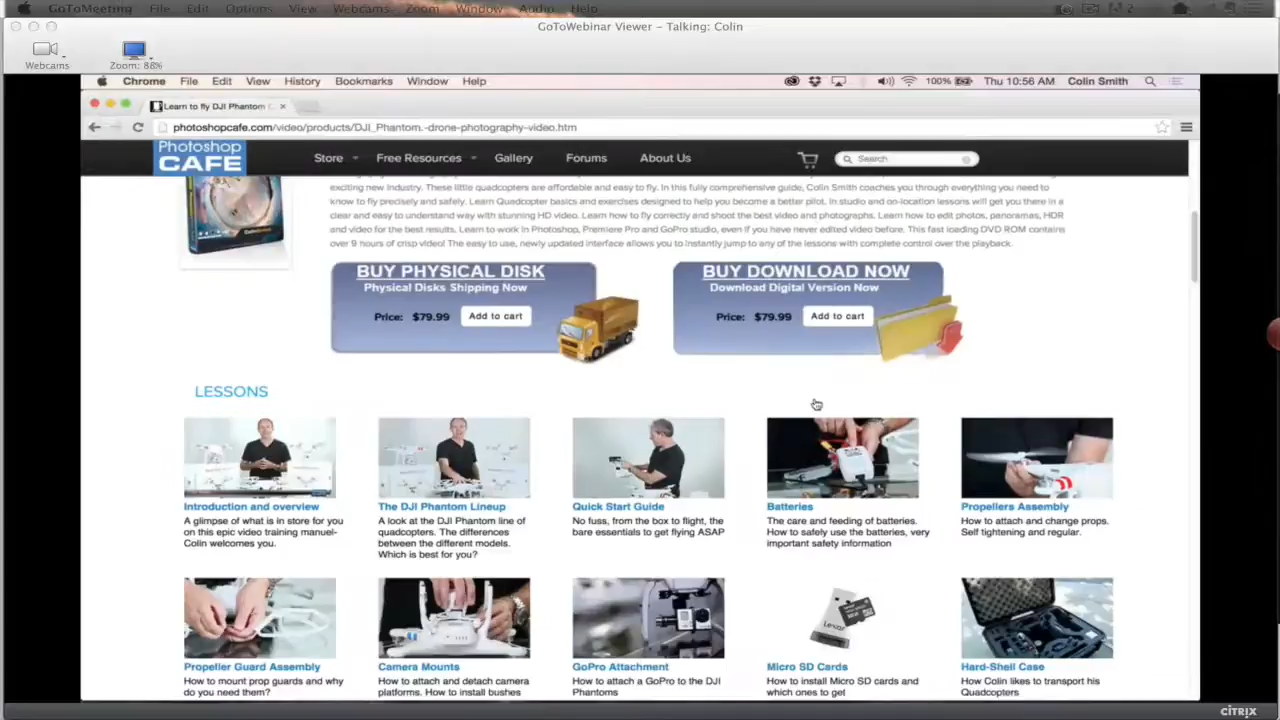 GoToMeeting File Edit Options View Webcams Zoom Window Audio Help
GoToWebinar Viewer – Talking: Colin
Webcams
Zoom: 88%
Chrome File Edit View History Bookmarks Window Help
100%
Thu 10:56 AM Colin Smith
Learn to fly DJI Phantom
photoshopcafe.com/video/products/DJI_Phantom.-drone-photography-video.htm
Photoshop
CAFE
Store Free Resources Gallery Forums About Us
Search
exciting new industry. These little quadcopters are affordable and easy to fly. In this fully comprehensive guide, Colin Smith coaches you through everything you need to
know to fly precisely and safely. Learn Quadcopter basics and exercises designed to help you become a better pilot. In studio and on-location lessons will get you there in a
clear and easy to understand way with stunning HD video. Learn how to fly correctly and shoot the best video and photographs. Learn how to edit photos, panoramas, HDR
and video for the best results. Learn to work in Photoshop, Premiere Pro and GoPro studio, even if you have never edited video before. This fast loading DVD ROM contains
over 9 hours of crisp video! The easy to use, newly updated interface allows you to instantly jump to any of the lessons with complete control over the playback.
BUY PHYSICAL DISK
Physical Disks Shipping Now
Price: $79.99 Add to cart
BUY DOWNLOAD NOW
Download Digital Version Now
Price: $79.99 Add to cart
LESSONS
Introduction and overview
A glimpse of what is in store for you
on this epic video training manuel-
Colin welcomes you.
The DJI Phantom Lineup
A look at the DJI Phantom line of
quadcopters. The differences
between the different models.
Which is best for you?
Quick Start Guide
No fuss, from the box to flight, the
bare essentials to get flying ASAP
Batteries
The care and feeding of batteries.
How to safely use the batteries, very
important safety information
Propellers Assembly
How to attach and change props.
Self tightening and regular.
Propeller Guard Assembly
How to mount prop guards and why
do you need them?
Camera Mounts
How to attach and detach camera
platforms. How to install bushes
GoPro Attachment
How to attach a GoPro to the DJI
Phantoms
Lexar
Micro SD Cards
How to install Micro SD cards and
which ones to get
Hard-Shell Case
How Colin likes to transport his
Quadcopters
CITRIX